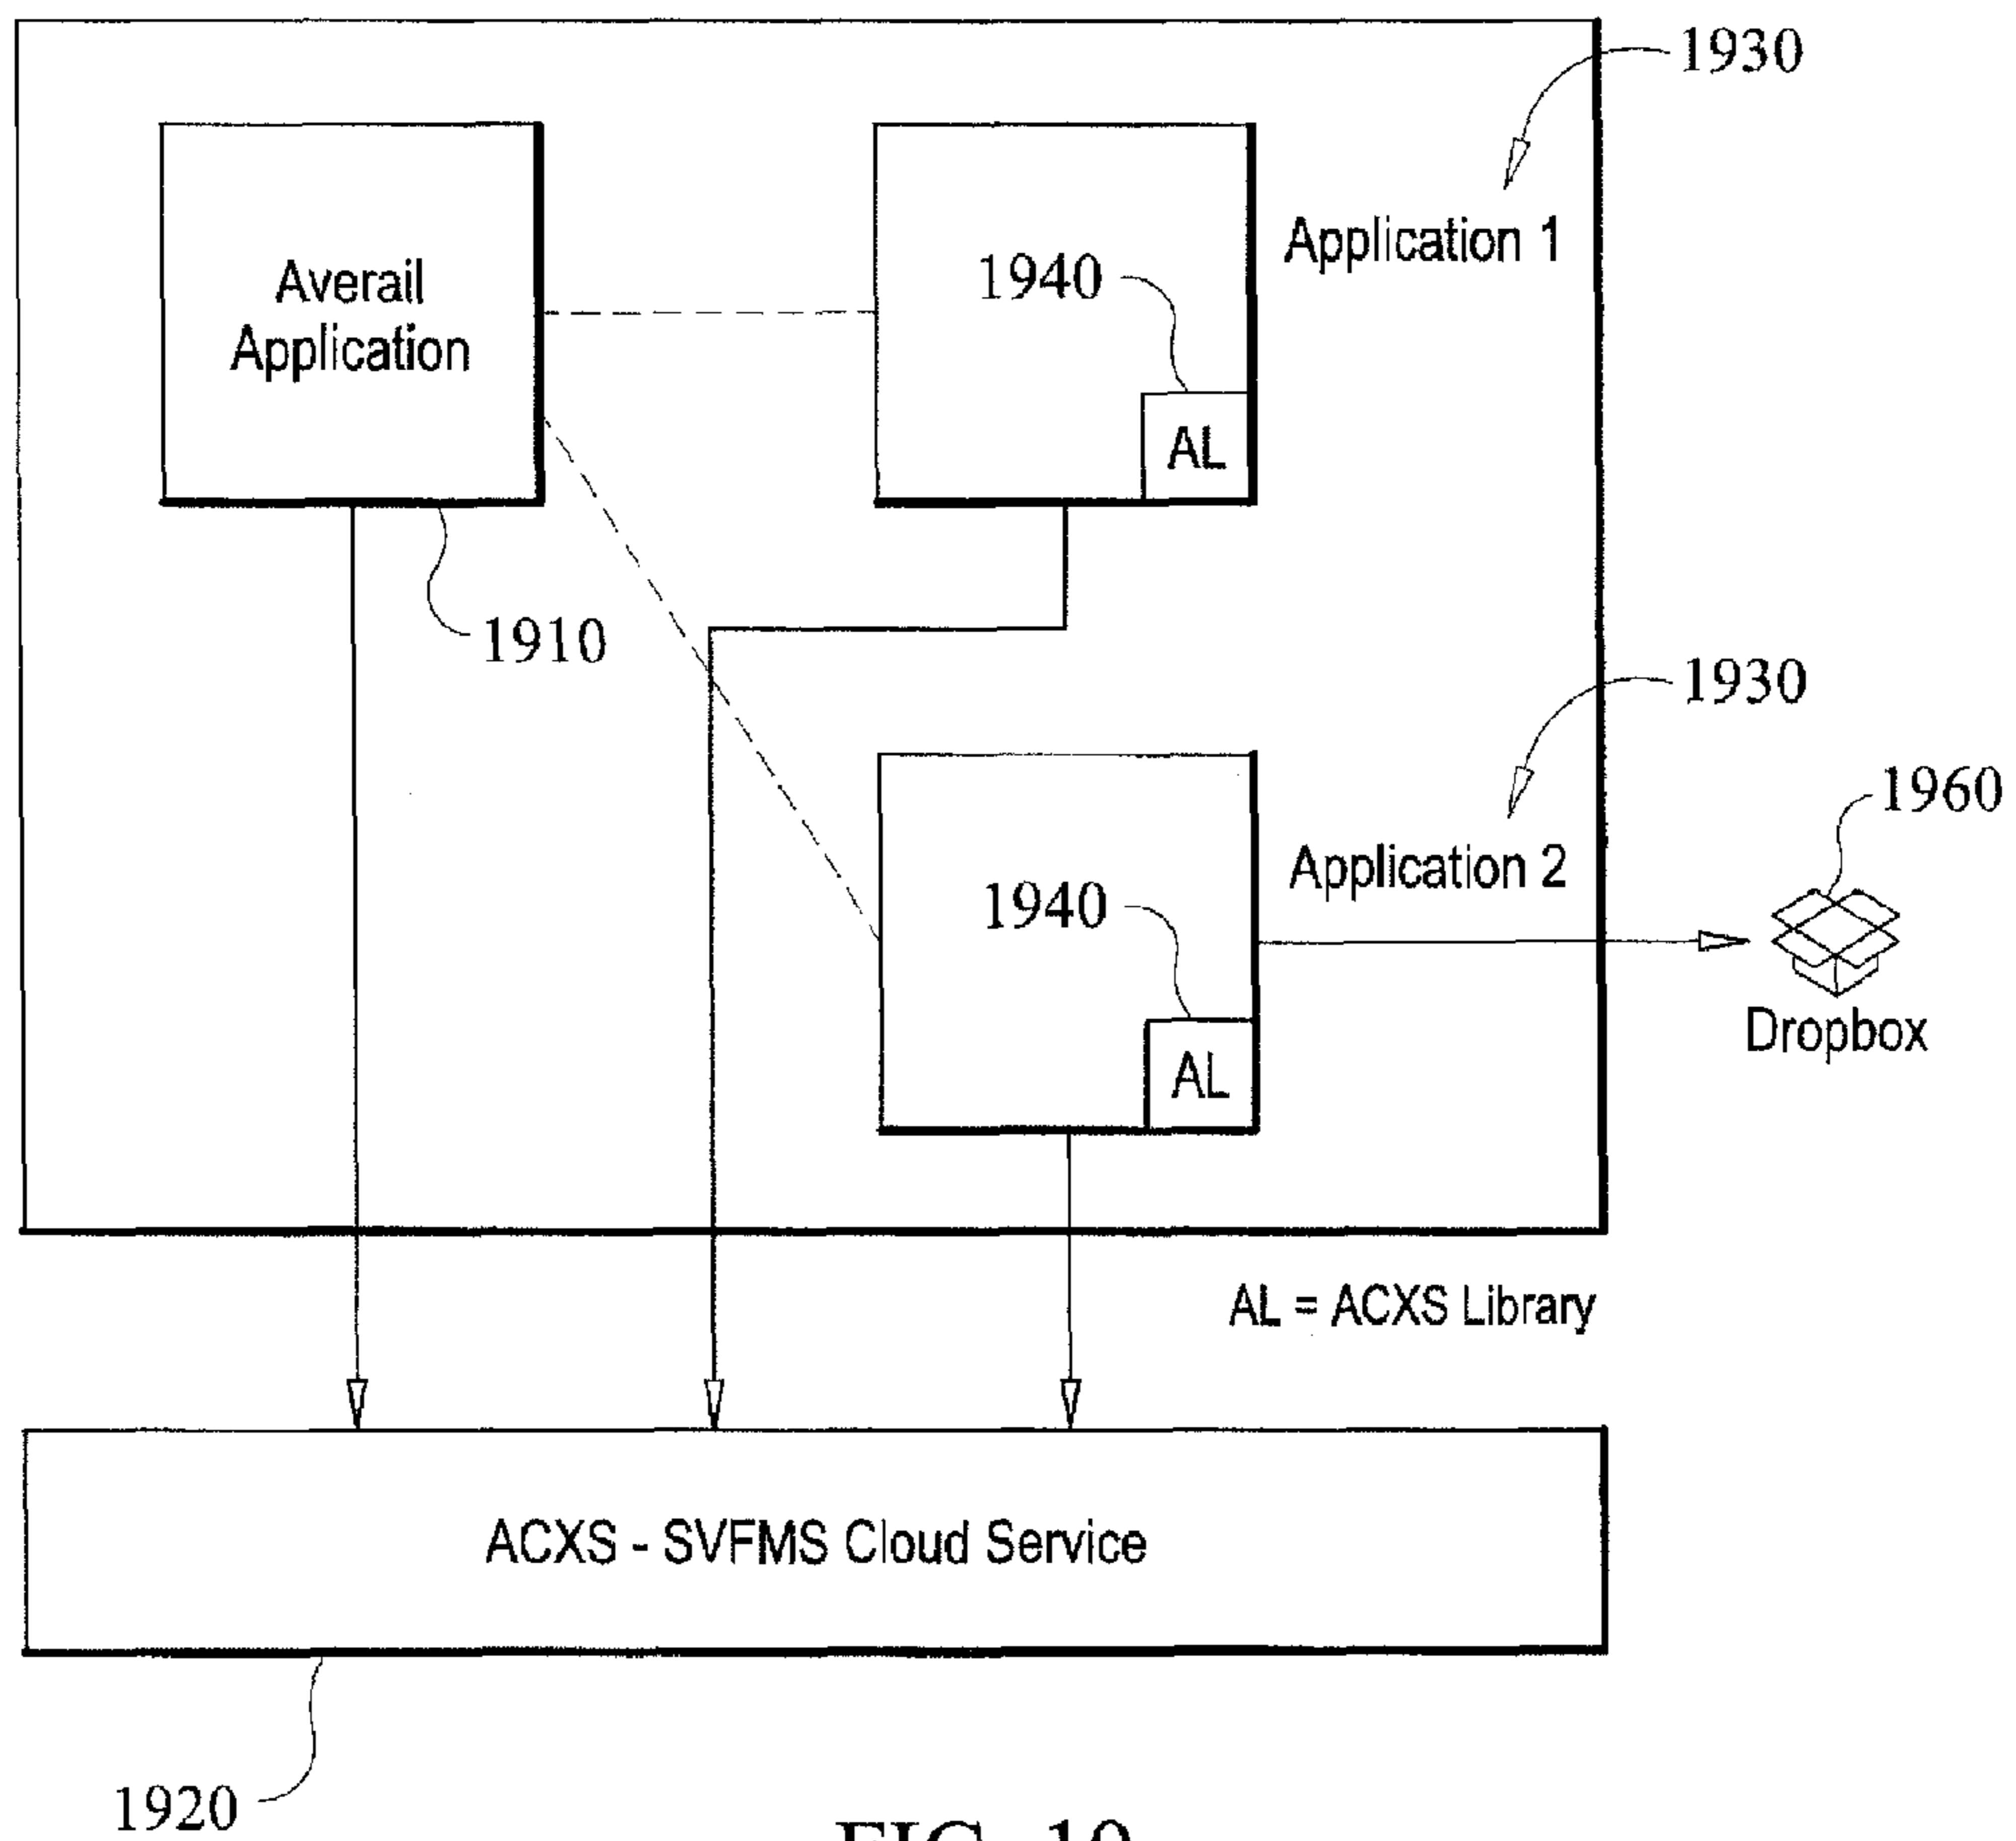 1930
Averail
Application
1940
Application 1
AL
1910
1930
1960
1940
Application 2
AL
Dropbox
AL = ACXS Library
ACXS - SVFMS Cloud Service
1920
FIG.